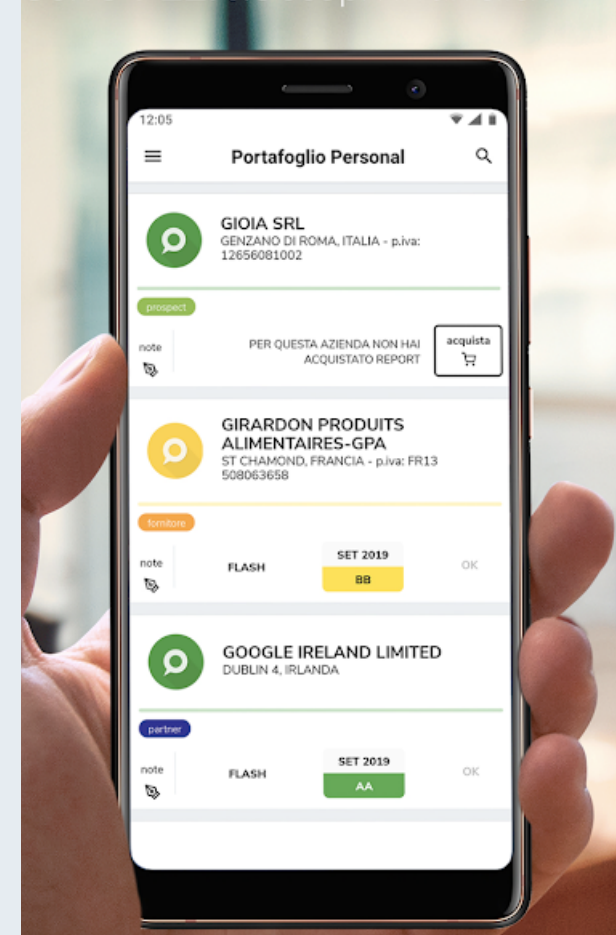 12:05
Portafoglio Personal
GIOIA SRL
GENZANO DI ROMA, ITALIA - p.iva:
12656081002
prospect
note
PER QUESTA AZIENDA NON HAI
ACQUISTATO REPORT
acquista
GIRARDON PRODUITS
ALIMENTAIRES-GPA
ST CHAMOND, FRANCIA - p.iva: FR13
508063658
fornitore
note
FLASH
SET 2019
BB
OK
GOOGLE IRELAND LIMITED
DUBLIN 4, IRLANDA
partner
note
FLASH
SET 2019
AA
OK